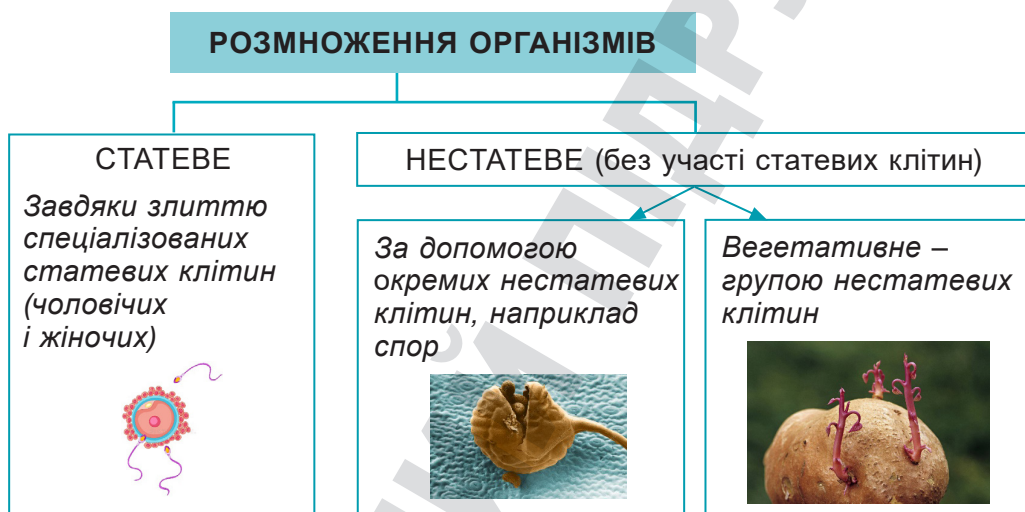 РОЗМНОЖЕННЯ ОРГАНІЗМІВ
СТАТЕВЕ
Завдяки злиттю
спеціалізованих
статевих клітин
(чоловічих
і жіночих)
НЕСТАТЕВЕ (без участі статевих клітин)
За допомогою
окремих нестатевих
клітин, наприклад
спор
Вегетативне –
групою нестатевих
клітин